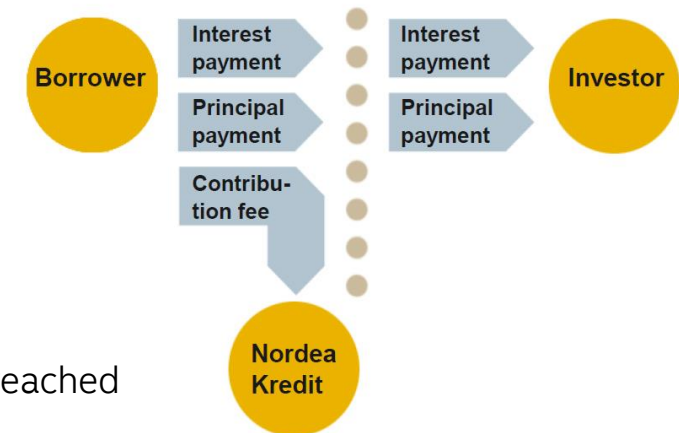 Borrower
Interest
payment
Principal
payment
Contribu-
tion fee
Interest
payment
Principal
payment
Investor
Nordea
Kredit
eached